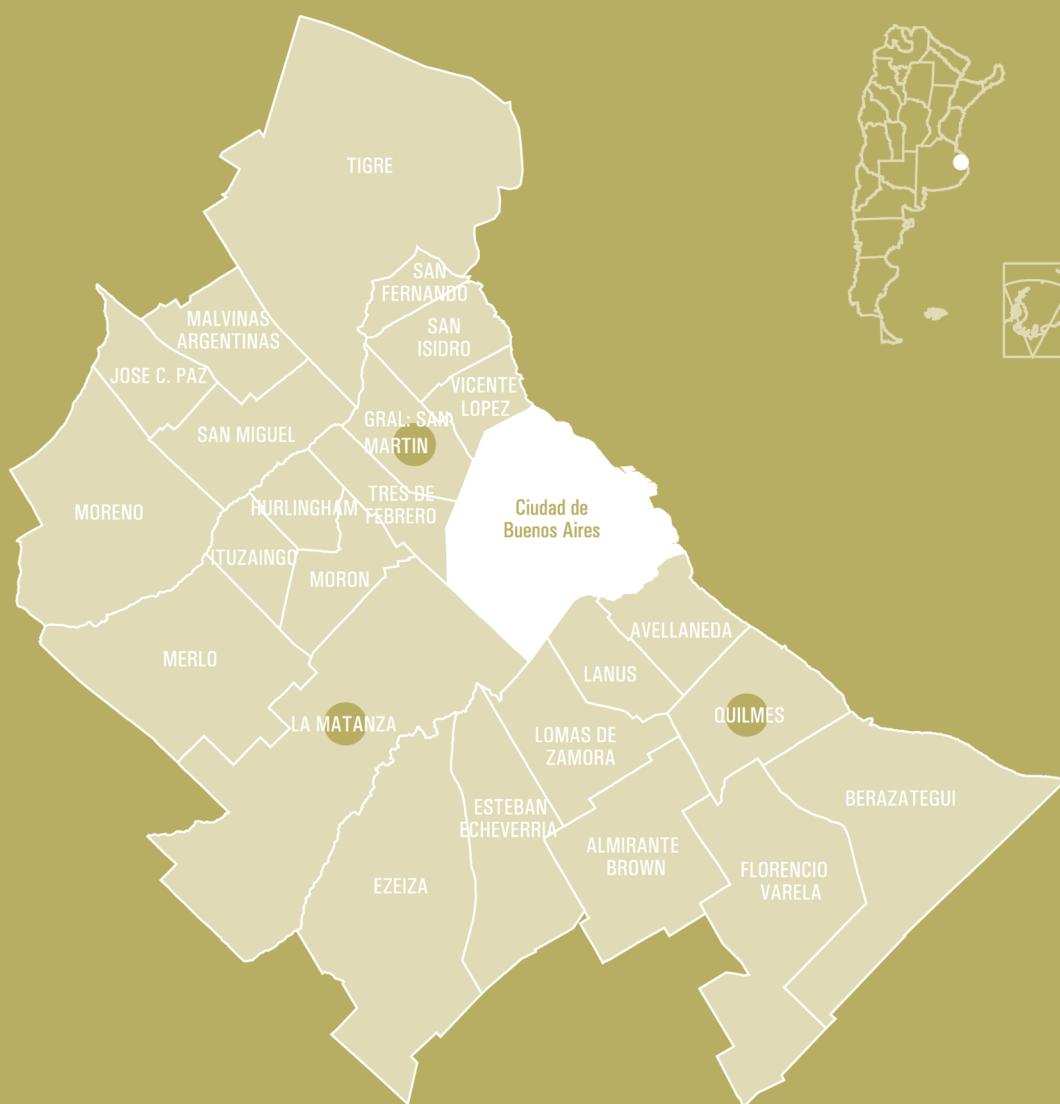 TIGRE
SAN
FERNANDO
MALVINAS
ARGENTINAS
SAN
ISIDRO
JOSE C. PAZ
VICENTE
LOPEZ
GRAL: SAN
MARTIN
SAN MIGUEL
TRES DE
FEBRERO
HURLINGHAM
MORENO
Ciudad de
Buenos Aires
ITUZAINGO
MORON
AVELLANEDA
MERLO
LANUS
LA MATANZA
QUILMES
LOMAS DE
ZAMORA
BERAZATEGUI
ESTEBAN
ECHEVERRIA
ALMIRANTE
BROWN
EZEIZA
FLORENCIO
VARELA